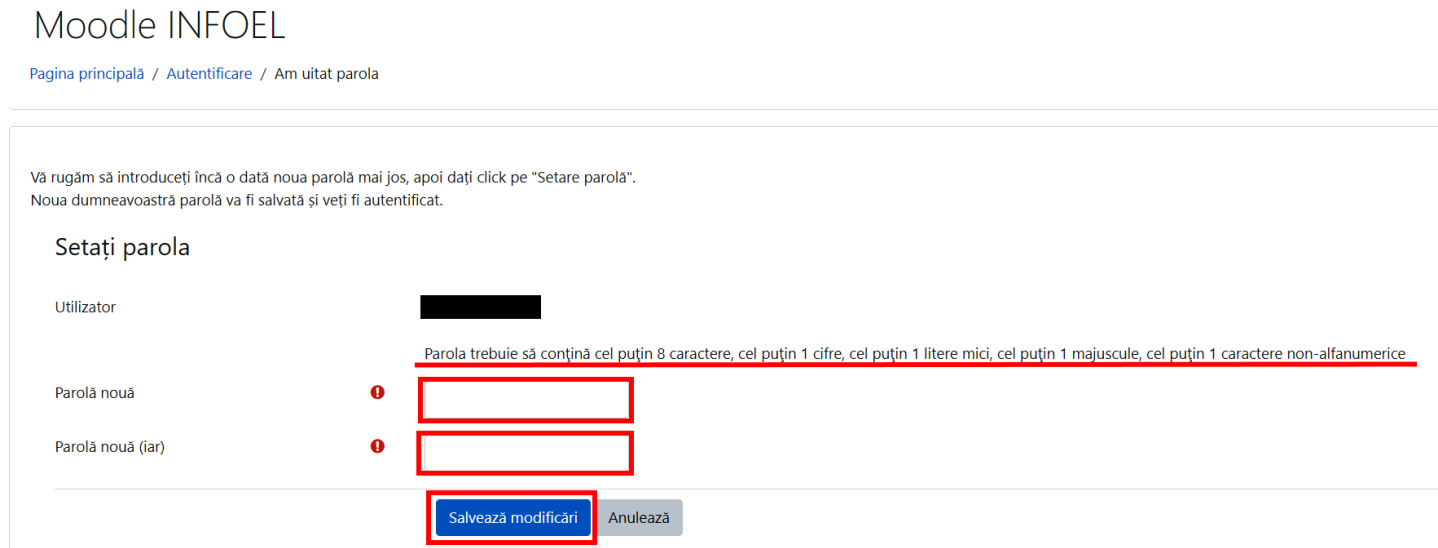 Moodle INFOEL
Pagina principală / Autentificare / Am uitat parola
Vă rugăm să introduceți încă o dată noua parolă mai jos, apoi dați click pe "Setare parolă".
Noua dumneavoastră parolă va fi salvată și veți fi autentificat.
Setați parola
Utilizator
Parola trebuie să conţină cel puţin 8 caractere, cel puţin 1 cifre, cel puţin 1 litere mici, cel puţin 1 majuscule, cel puţin 1 caractere non-alfanumerice
Parolă nouă
Parolă nouă (iar)
Salvează modificări Anulează